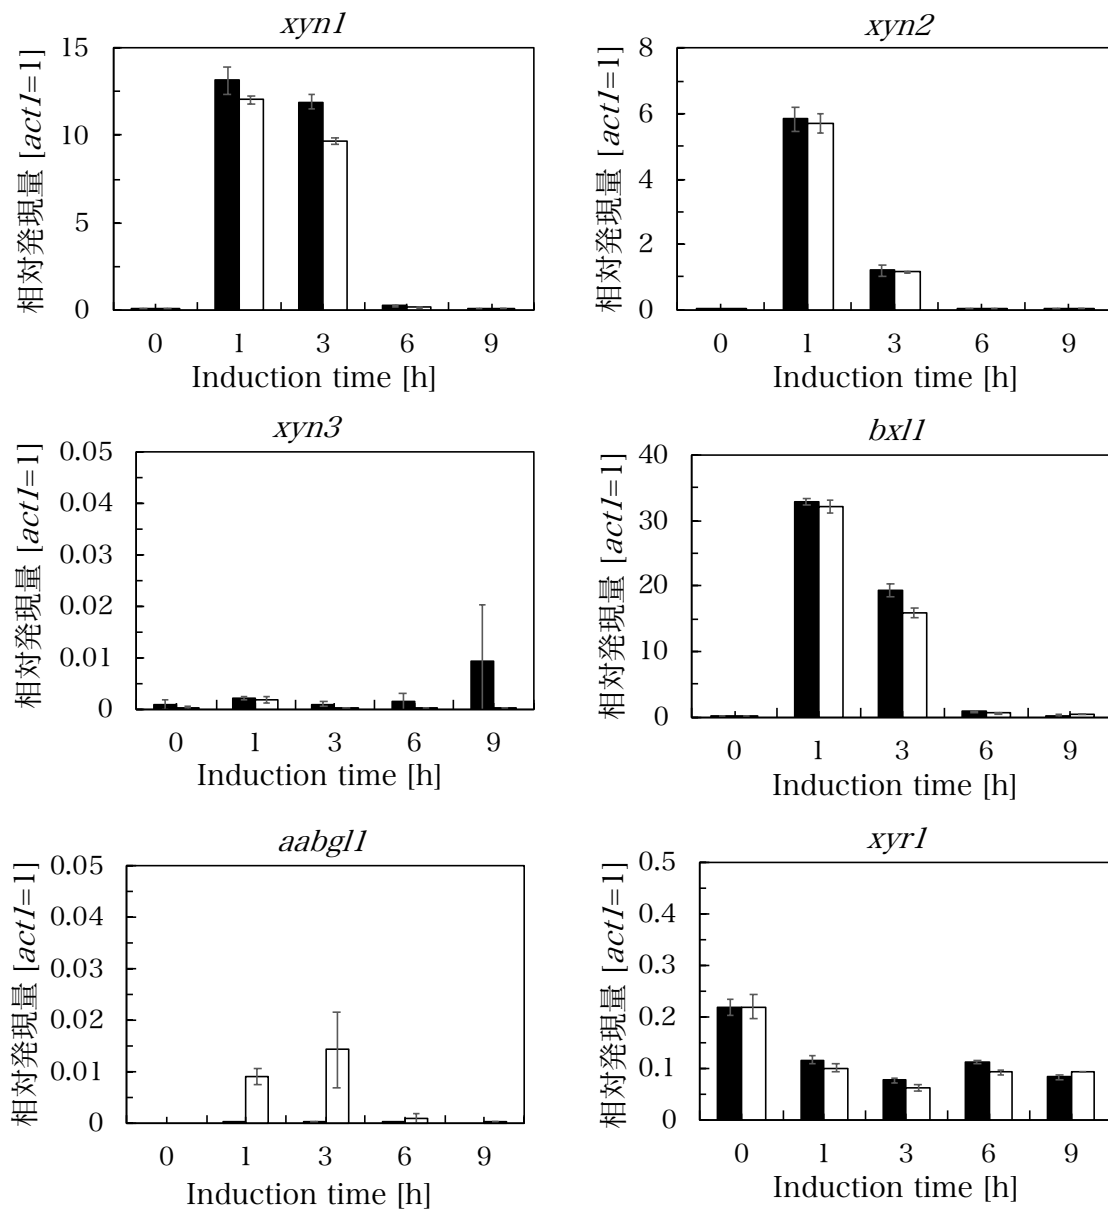 xyn1
相対発現量 [act1=1]
15
10
5
0
0 1 3 6 9
Induction time [h]
xyn2
相対発現量 [act1=1]
8
6
4
2
0
0 1 3 6 9
Induction time [h]
xyn3
相対発現量 [act1=1]
0.05
0.04
0.03
0.02
0.01
0
0 1 3 6 9
Induction time [h]
bxl1
相対発現量 [act1=1]
40
30
20
10
0
0 1 3 6 9
Induction time [h]
aabgl1
相対発現量 [act1=1]
0.05
0.04
0.03
0.02
0.01
0
0 1 3 6 9
Induction time [h]
xyr1
相対発現量 [act1=1]
0.5
0.4
0.3
0.2
0.1
0
0 1 3 6 9
Induction time [h]